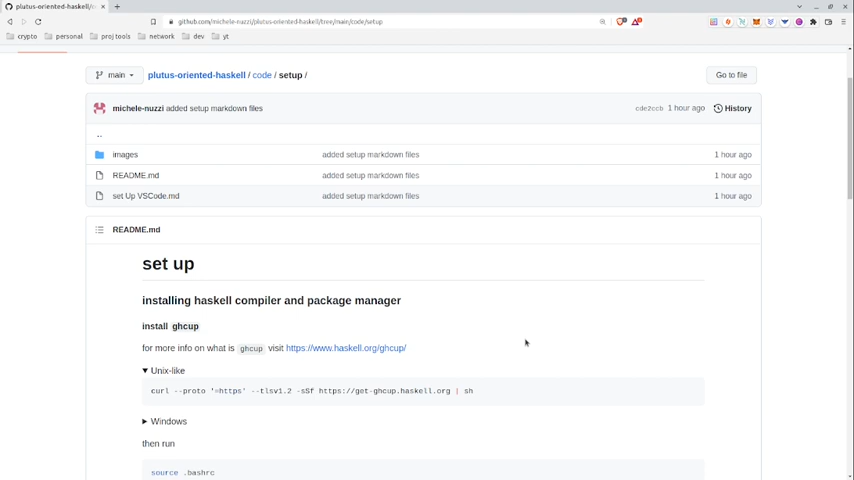 plutus-oriented-haskell/
github.com/michele-nuzzi/plutus-oriented-haskell/tree/main/code/setup
crypto personal proj tools network dev yt
main plutus-oriented-haskell / code / setup / Go to file
michele-nuzzi added setup markdown files cde2ccb 1 hour ago History
..
images added setup markdown files 1 hour ago
README.md added setup markdown files 1 hour ago
set Up VSCode.md added setup markdown files 1 hour ago
README.md
set up
installing haskell compiler and package manager
install ghcup
for more info on what is ghcup visit https://www.haskell.org/ghcup/
▼ Unix-like
curl --proto '=https' --tlsv1.2 -sSf https://get-ghcup.haskell.org | sh
► Windows
then run
source .bashrc